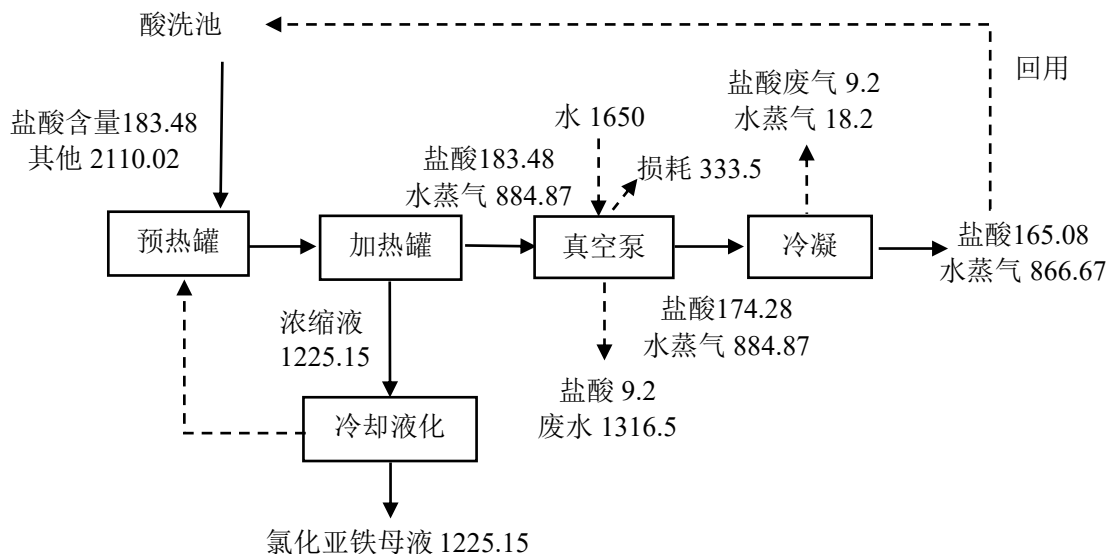 酸洗池
回用
盐酸含量183.48
其他 2110.02
盐酸183.48
水蒸气 884.87
水 1650
损耗 333.5
盐酸废气 9.2
水蒸气 18.2
预热罐
加热罐
真空泵
冷凝
盐酸165.08
水蒸气 866.67
浓缩液
1225.15
盐酸174.28
水蒸气 884.87
盐酸 9.2
废水 1316.5
冷却液化
氯化亚铁母液 1225.15